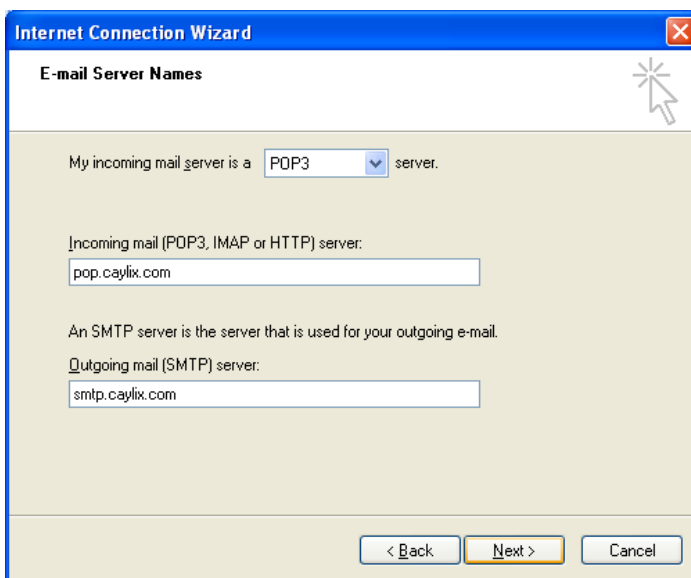 Internet Connection Wizard
E-mail Server Names
My incoming mail server is a POP3 server.
Incoming mail (POP3, IMAP or HTTP) server:
pop.caylix.com
An SMTP server is the server that is used for your outgoing e-mail.
Outgoing mail (SMTP) server:
smtp.caylix.com
< Back Next > Cancel